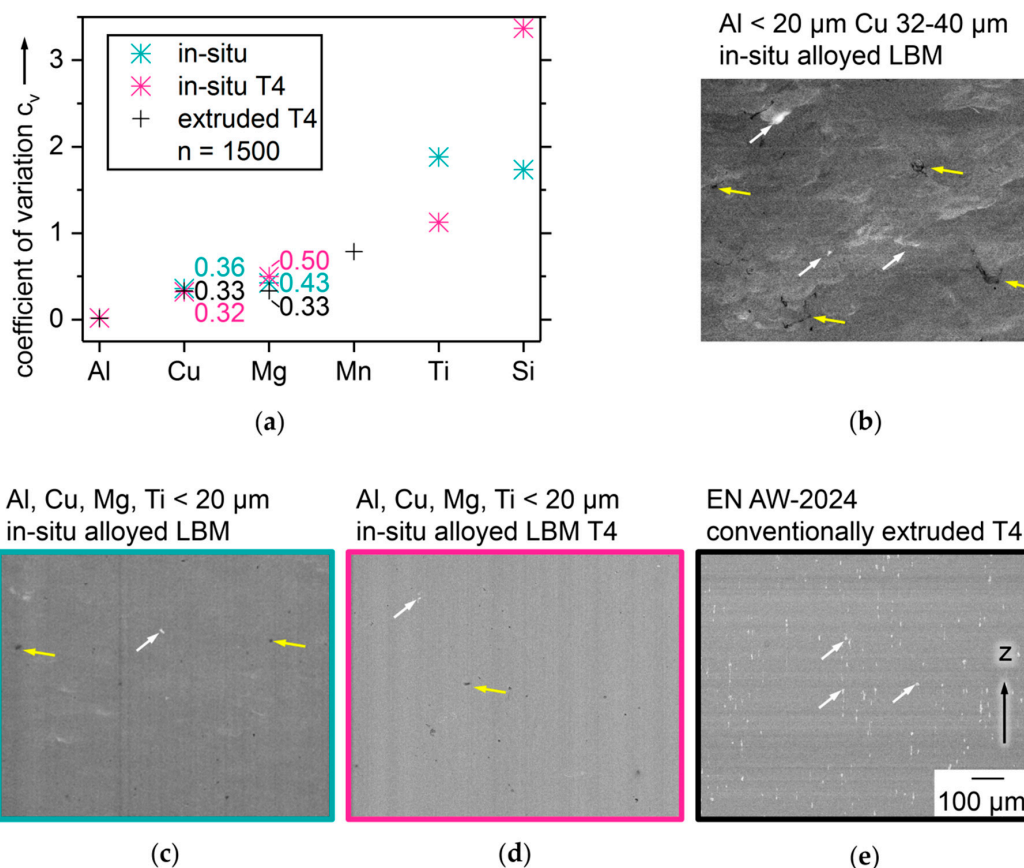 coefficient of variation cv
3
2
1
0
in-situ
in-situ T4
extruded T4
n = 1500
0.36
0.33
0.32
0.50
0.43
0.33
Al Cu Mg Mn Ti Si
(a)
Al < 20 µm Cu 32-40 µm
in-situ alloyed LBM
(b)
Al, Cu, Mg, Ti < 20 µm
in-situ alloyed LBM
(c)
Al, Cu, Mg, Ti < 20 µm
in-situ alloyed LBM T4
(d)
EN AW-2024
conventionally extruded T4
z
100 µm
(e)